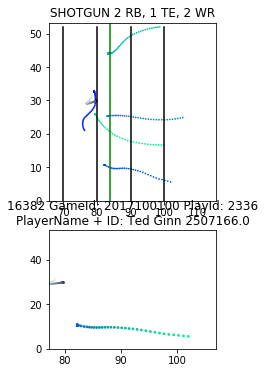 SHOTGUN 2 RB, 1 TE, 2 WR
50
40
30
20
10
0
70 80 90 100 110
16382 GameId: 2017100100 PlayId: 2336
PlayerName + ID: Ted Ginn 2507166.0
40
20
0
80 90 100